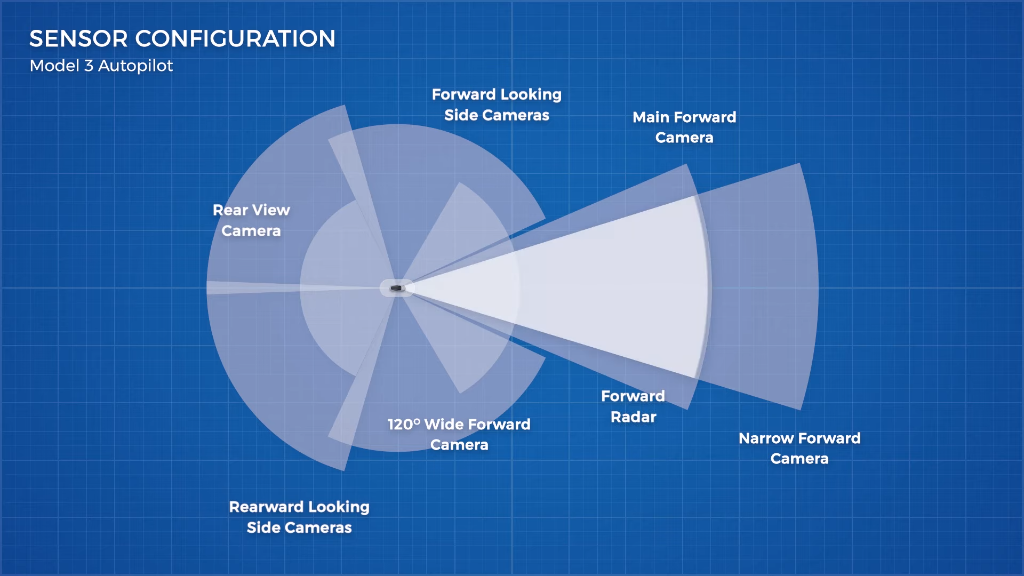 SENSOR CONFIGURATION
Model 3 Autopilot
Forward Looking
Side Cameras
Main Forward
Camera
Rear View
Camera
Forward
Radar
120º Wide Forward
Camera
Narrow Forward
Camera
Rearward Looking
Side Cameras